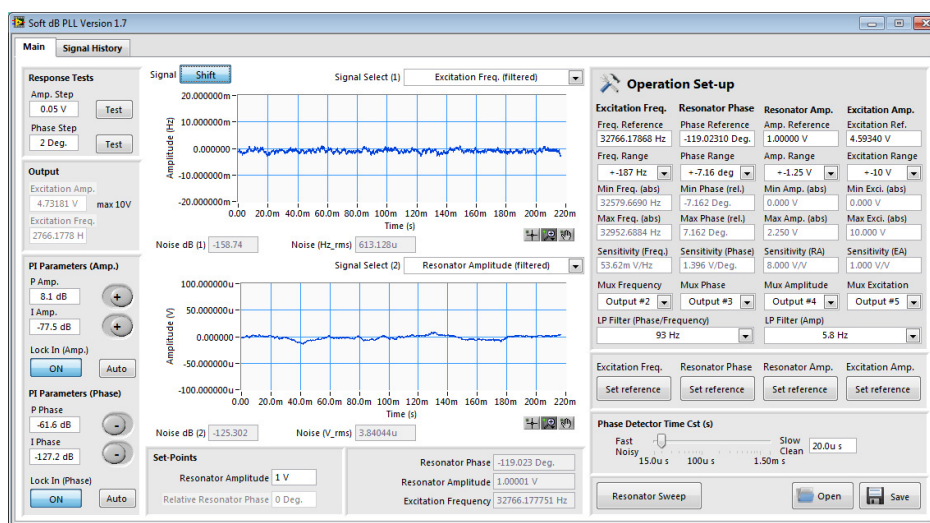 Soft dB PLL Version 1.7
Main Signal History
Response Tests
Amp. Step
0.05 V Test
Phase Step
2 Deg. Test
Output
Excitation Amp.
4.73181 V max 10V
Excitation Freq.
2766.1778 H
PI Parameters (Amp.)
P Amp.
8.1 dB +
I Amp.
-77.5 dB +
Lock In (Amp.)
ON Auto
PI Parameters (Phase)
P Phase
-61.6 dB -
I Phase
-127.2 dB -
Lock In (Phase)
ON Auto
Signal Shift Signal Select (1) Excitation Freq. (filtered)
Amplitude (Hz)
20.000000m
10.000000m
0.000000
-10.000000m
-20.000000m
0.00 20.0m 40.0m 60.0m 80.0m 100m 120m 140m 160m 180m 200m 220m
Time (s)
Noise dB (1) -158.74 Noise (Hz_rms) 613.128u
Signal Select (2) Resonator Amplitude (filtered)
Amplitude (V)
100.000000u
50.000000u
0.000000
-50.000000u
-100.000000u
0.00 20.0m 40.0m 60.0m 80.0m 100m 120m 140m 160m 180m 200m 220m
Time (s)
Noise dB (2) -125.302 Noise (V_rms) 3.84044u
Set-Points
Resonator Amplitude 1 V
Relative Resonator Phase 0 Deg.
Resonator Phase -119.023 Deg.
Resonator Amplitude 1.00001 V
Excitation Frequency 32766.177751 Hz
Operation Set-up
Excitation Freq. Resonator Phase Resonator Amp. Excitation Amp.
Freq. Reference Phase Reference Amp. Reference Excitation Ref.
32766.17868 Hz -119.02310 Deg. 1.00000 V 4.59340 V
Freq. Range Phase Range Amp. Range Excitation Range
+-187 Hz +-7.16 deg +-1.25 V +-10 V
Min Freq. (abs) Min Phase (rel.) Min Amp. (abs) Min Exci. (abs)
32579.6690 Hz -7.162 Deg. 0.000 V 0.000 V
Max Freq. (abs) Max Phase (rel.) Max Amp. (abs) Max Exci. (abs)
32952.6884 Hz 7.162 Deg. 2.250 V 10.000 V
Sensitivity (Freq.) Sensitivity (Phase) Sensitivity (RA) Sensitivity (EA)
53.62m V/Hz 1.396 V/Deg. 8.000 V/V 1.000 V/V
Mux Frequency Mux Phase Mux Amplitude Mux Excitation
Output #2 Output #3 Output #4 Output #5
LP Filter (Phase/Frequency) LP Filter (Amp)
93 Hz 5.8 Hz
Excitation Freq. Resonator Phase Resonator Amp. Excitation Amp.
Set reference Set reference Set reference Set reference
Phase Detector Time Cst (s)
Fast Slow
Noisy Clean 20.0u s
15.0u s 100u s 1.50m s
Resonator Sweep Open Save